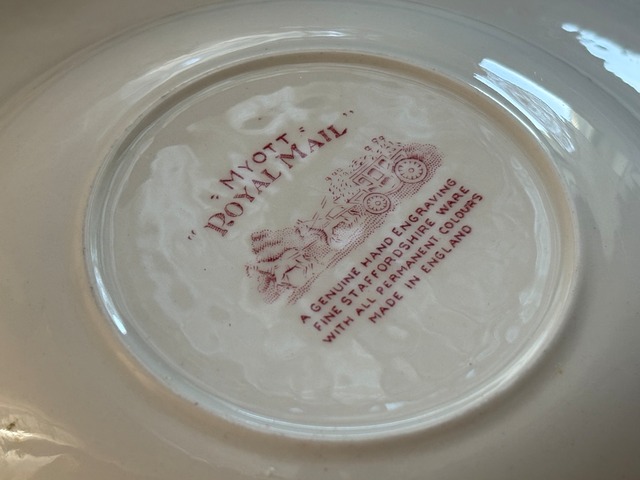 "MYOTT"
"ROYAL MAIL"
A GENUINE HAND ENGRAVING
FINE STAFFORDSHIRE WARE
WITH ALL PERMANENT COLOURS
MADE IN ENGLAND